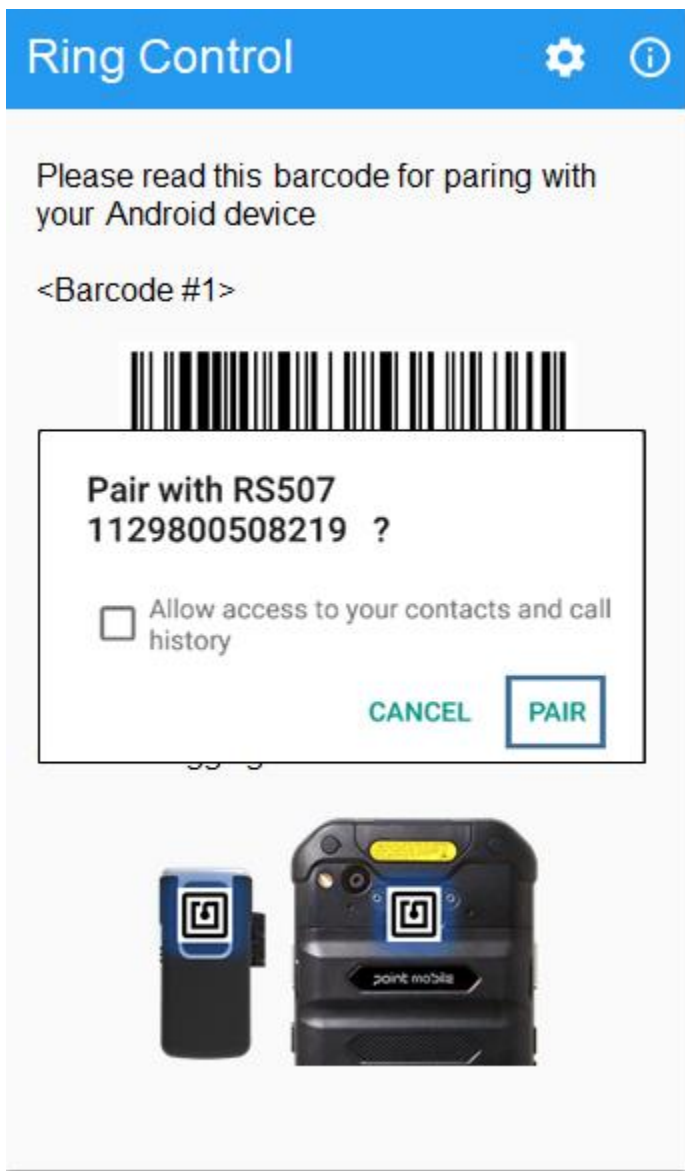 Ring Control
Please read this barcode for paring with
your Android device
<Barcode #1>
Pair with RS507
1129800508219 ?
Allow access to your contacts and call
history
CANCEL PAIR
point mobile